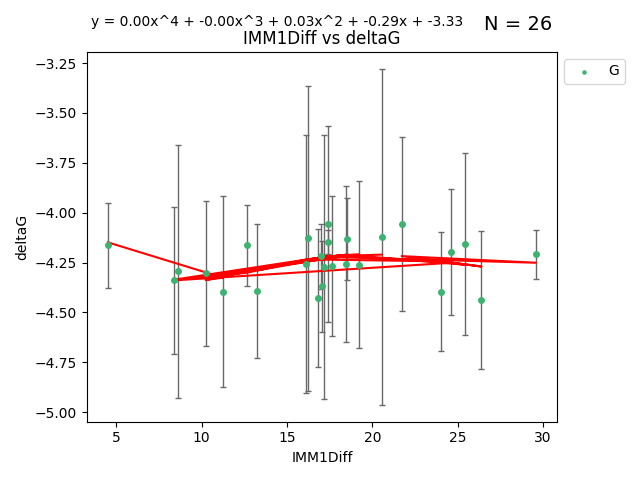 y = 0.00x^4 + -0.00x^3 + 0.03x^2 + -0.29x + -3.33
N = 26
IMM1Diff vs deltaG
G
−3.25
−3.50
−3.75
−4.00
−4.25
−4.50
−4.75
−5.00
deltaG
5 10 15 20 25 30
IMM1Diff